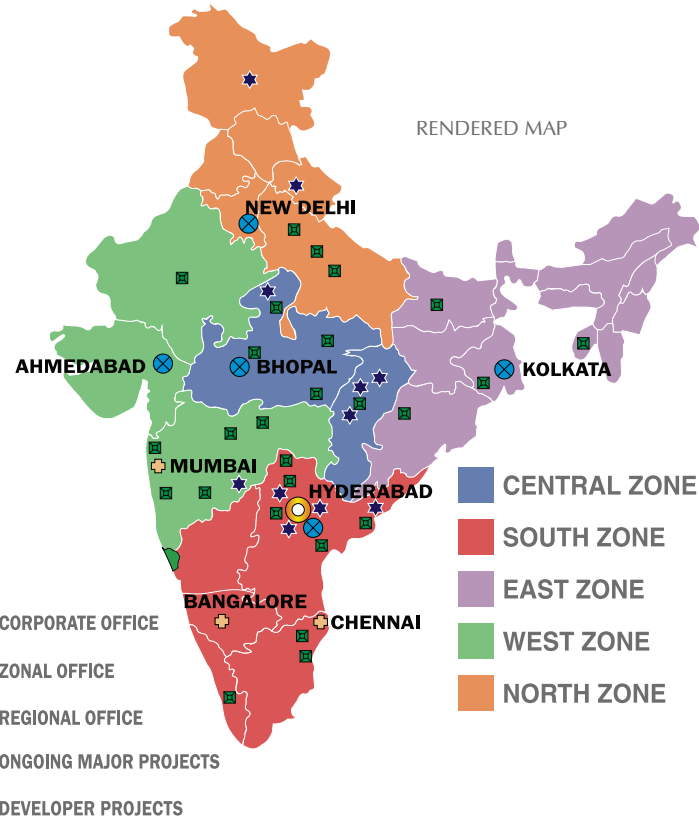 RENDERED MAP
NEW DELHI
AHMEDABAD
BHOPAL
KOLKATA
MUMBAI
HYDERABAD
BANGALORE
CHENNAI
CENTRAL ZONE
SOUTH ZONE
EAST ZONE
WEST ZONE
NORTH ZONE
CORPORATE OFFICE
ZONAL OFFICE
REGIONAL OFFICE
ONGOING MAJOR PROJECTS
DEVELOPER PROJECTS